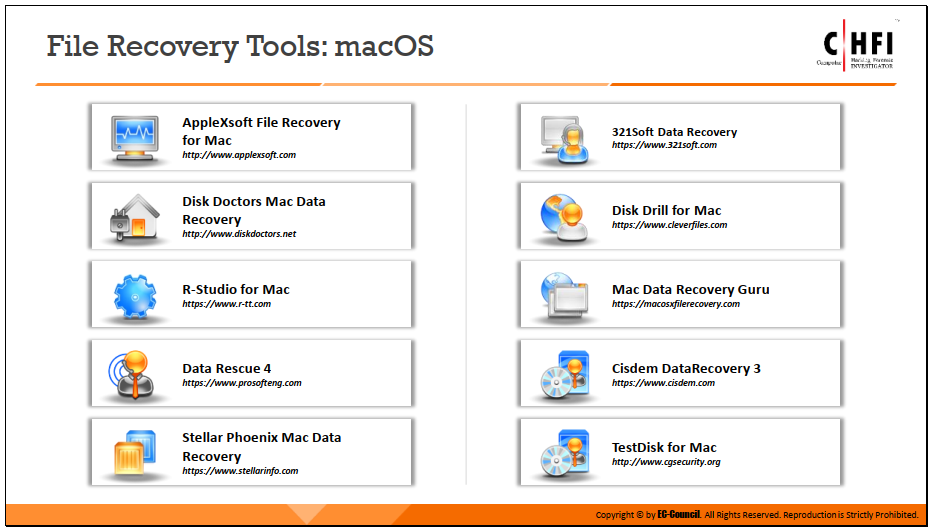 File Recovery Tools: macOS
C HFI
Computer Hacking Forensic
INVESTIGATOR
AppleXsoft File Recovery
for Mac
http://www.applexsoft.com
Disk Doctors Mac Data
Recovery
http://www.diskdoctors.net
R-Studio for Mac
https://www.r-tt.com
Data Rescue 4
https://www.prosofteng.com
Stellar Phoenix Mac Data
Recovery
https://www.stellarinfo.com
321Soft Data Recovery
https://www.321soft.com
Disk Drill for Mac
https://www.cleverfiles.com
Mac Data Recovery Guru
https://macosxfilerecovery.com
Cisdem DataRecovery 3
https://www.cisdem.com
TestDisk for Mac
http://www.cgsecurity.org
Copyright © by EC-Council. All Rights Reserved. Reproduction is Strictly Prohibited.